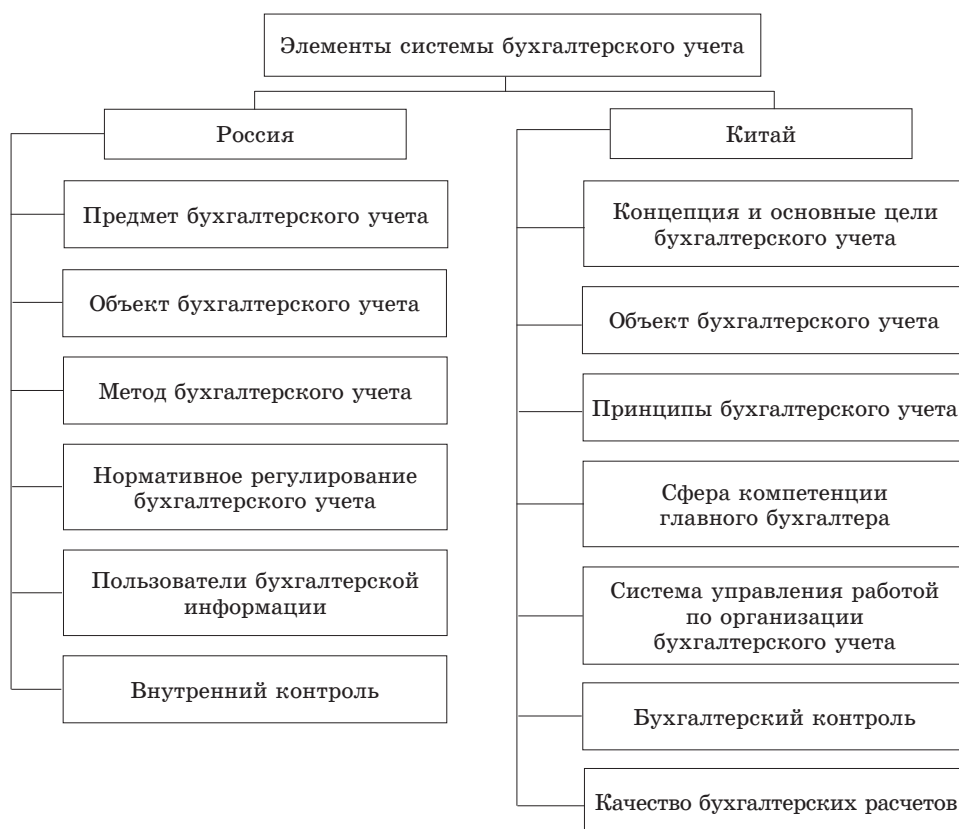 Элементы системы бухгалтерского учета
Россия
Предмет бухгалтерского учета
Объект бухгалтерского учета
Метод бухгалтерского учета
Нормативное регулирование
бухгалтерского учета
Пользователи бухгалтерской
информации
Внутренний контроль
Китай
Концепция и основные цели
бухгалтерского учета
Объект бухгалтерского учета
Принципы бухгалтерского учета
Сфера компетенции
главного бухгалтера
Система управления работой
по организации
бухгалтерского учета
Бухгалтерский контроль
Качество бухгалтерских расчетов